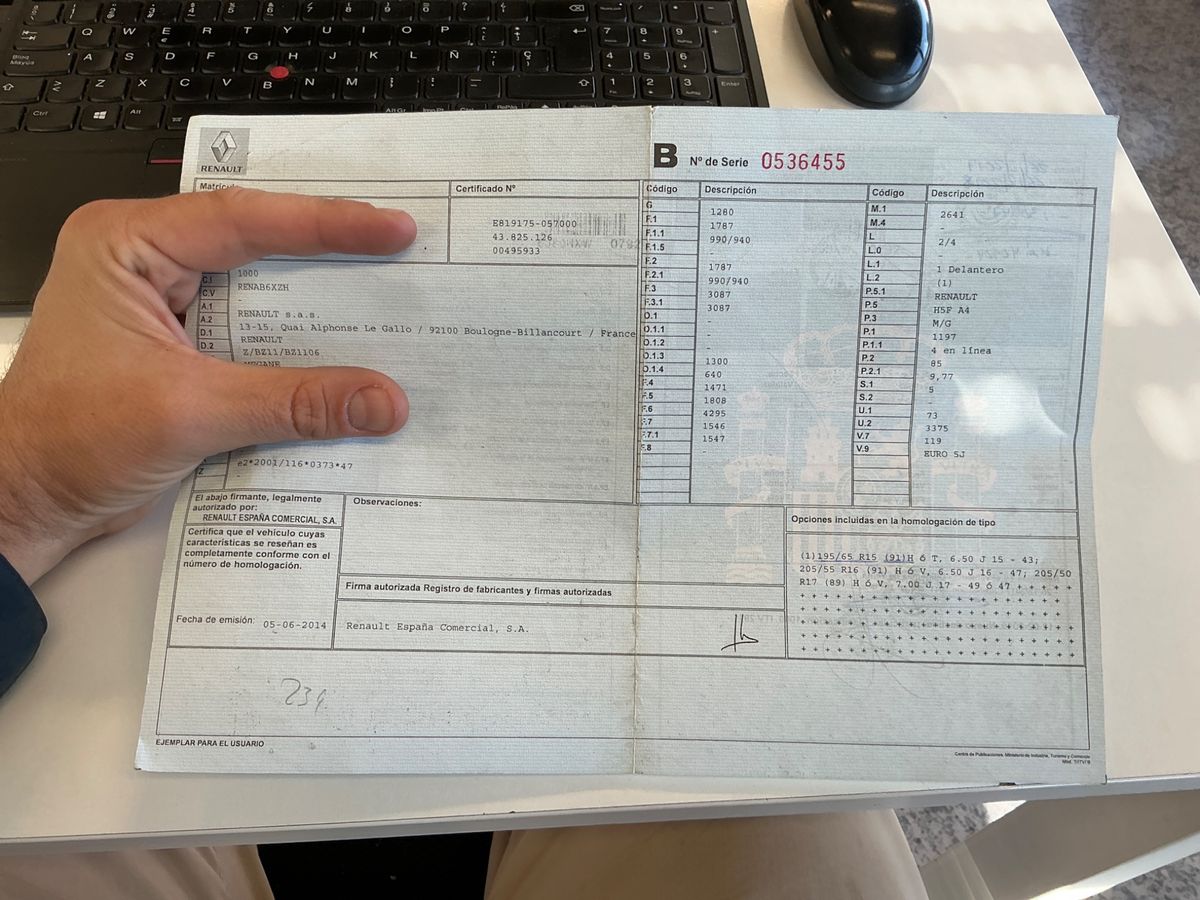 RENAULT
B Nº de Serie 0536455
Certificado Nº
E819175-057000
43.825.126
00495933
C.I 1000
C.V RENAB6XZH
A.1 -
A.2 RENAULT s.a.s.
13-15, Quai Alphonse Le Gallo / 92100 Boulogne-Billancourt / France
D.1 RENAULT
D.2 Z/BZ11/BZ1106
MEGANE
e2*2001/116*0373*47
Z
Código Descripción
G 1280
F.1 1787
F.1.1 990/940
F.1.5 -
F.2 1787
F.2.1 990/940
F.3 3087
F.3.1 3087
O.1 -
O.1.1 -
O.1.2 -
O.1.3 1300
O.1.4 640
F.4 1471
F.5 1808
F.6 4295
F.7 1546
F.7.1 1547
F.8 -
Código Descripción
M.1 2641
M.4 -
L 2/4
L.0 -
L.1 1 Delantero
L.2 (1)
P.5.1 RENAULT
P.5 H5F A4
P.3 M/G
P.1 1197
P.1.1 4 en línea
P.2 85
P.2.1 9,77
S.1 5
S.2 -
U.1 73
U.2 3375
V.7 119
V.9 EURO 5J
El abajo firmante, legalmente
autorizado por:
RENAULT ESPAÑA COMERCIAL, S.A.
Certifica que el vehículo cuyas
características se reseñan es
completamente conforme con el
número de homologación.
Fecha de emisión: 05-06-2014
Observaciones:
Firma autorizada Registro de fabricantes y firmas autorizadas
Renault España Comercial, S.A.
Opciones incluidas en la homologación de tipo
(1)195/65 R15 (91)H ó T, 6.50 J 15 - 43;
205/55 R16 (91) H ó V, 6.50 J 16 - 47; 205/50
R17 (89) H ó V, 7.00 J 17 - 49 ó 47 + + + + + +
EJEMPLAR PARA EL USUARIO
Centro de Publicaciones. Ministerio de Industria, Turismo y Comercio